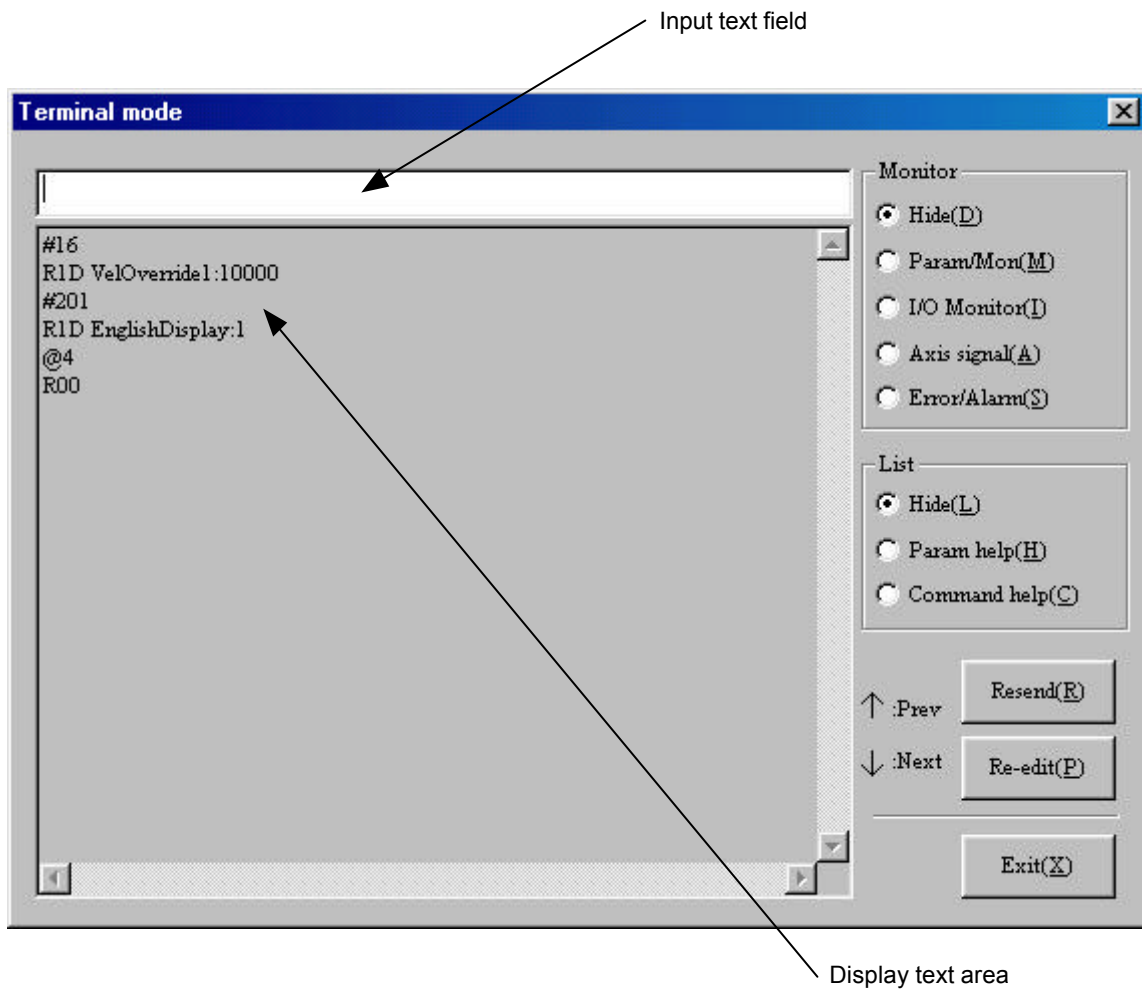 Input text field
Terminal mode
#16
R1D VelOverride1:10000
#201
R1D EnglishDisplay:1
@4
R00
Monitor
Hide(D)
Param/Mon(M)
I/O Monitor(I)
Axis signal(A)
Error/Alarm(S)
List
Hide(L)
Param help(H)
Command help(C)
↑ :Prev
↓ :Next
Resend(R)
Re-edit(P)
Exit(X)
Display text area